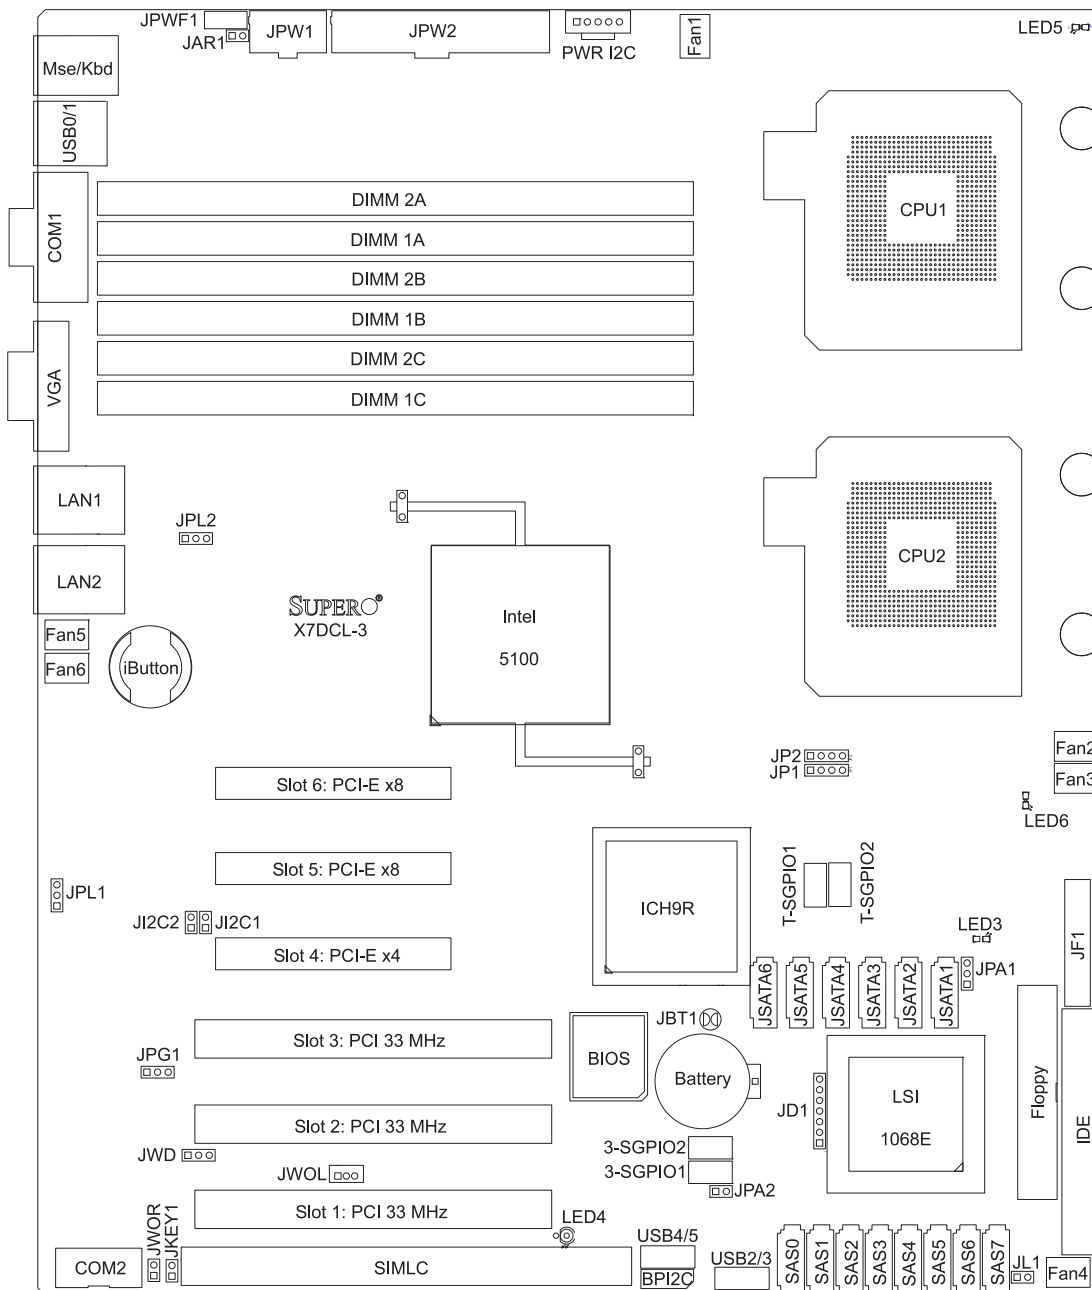 JPWF1
JAR1
JPW1
JPW2
PWR I2C
Fan1
LED5
Mse/Kbd
USB0/1
COM1
VGA
DIMM 2A
DIMM 1A
DIMM 2B
DIMM 1B
DIMM 2C
DIMM 1C
CPU1
CPU2
LAN1
LAN2
JPL2
SUPERO®
X7DCL-3
Intel
5100
Fan5
Fan6
iButton
JP2
JP1
Fan2
Fan3
LED6
Slot 6: PCI-E x8
Slot 5: PCI-E x8
JPL1
JI2C2
JI2C1
Slot 4: PCI-E x4
ICH9R
T-SGPIO1
T-SGPIO2
LED3
JPA1
JF1
JSATA6
JSATA5
JSATA4
JSATA3
JSATA2
JSATA1
Slot 3: PCI 33 MHz
JPG1
BIOS
JBT1
Battery
JD1
LSI
1068E
Floppy
IDE
Slot 2: PCI 33 MHz
JWD
JWOL
3-SGPIO2
3-SGPIO1
JPA2
Slot 1: PCI 33 MHz
LED4
JWOR
JKEY1
COM2
SIMLC
USB4/5
BPI2C
USB2/3
SAS0
SAS1
SAS2
SAS3
SAS4
SAS5
SAS6
SAS7
JL1
Fan4